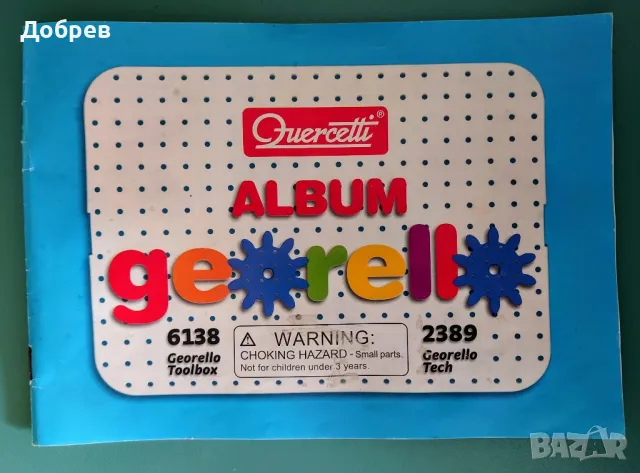 Добрев
Quercetti®
ALBUM
georello
6138
Georello
Toolbox
WARNING:
CHOKING HAZARD - Small parts.
Not for children under 3 years.
2389
Georello
Tech
BAZAR